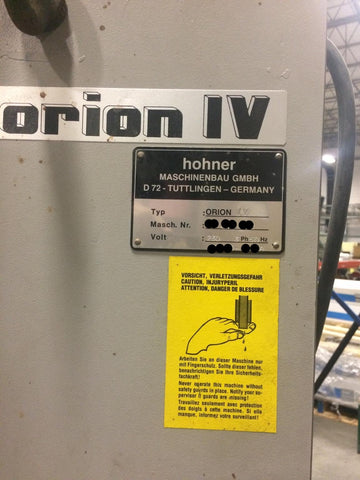 orion IV
hohner
MASCHINENBAU GMBH
D 72 - TUTTLINGEN – GERMANY
Typ :ORION
Masch. Nr. :
Volt : Ph Hz
VORSICHT, VERLETZUNGSGEFAHR
CAUTION, INJURYPERIL
ATTENTION, DANGER DE BLESSURE
Arbeiten Sie an dieser Maschine nur
mit Fingerschutz. Sollte dieser fehlen,
benachrichtigen Sie Ihre Sicherheits-
fachkraft!
Never operate this machine without
safety guards in place. Notify your su-
pervisor if guards are missing!
Travaillez seulement avec protection
des doigts à cette machine. Si elle
manque, informez votre surveillant!